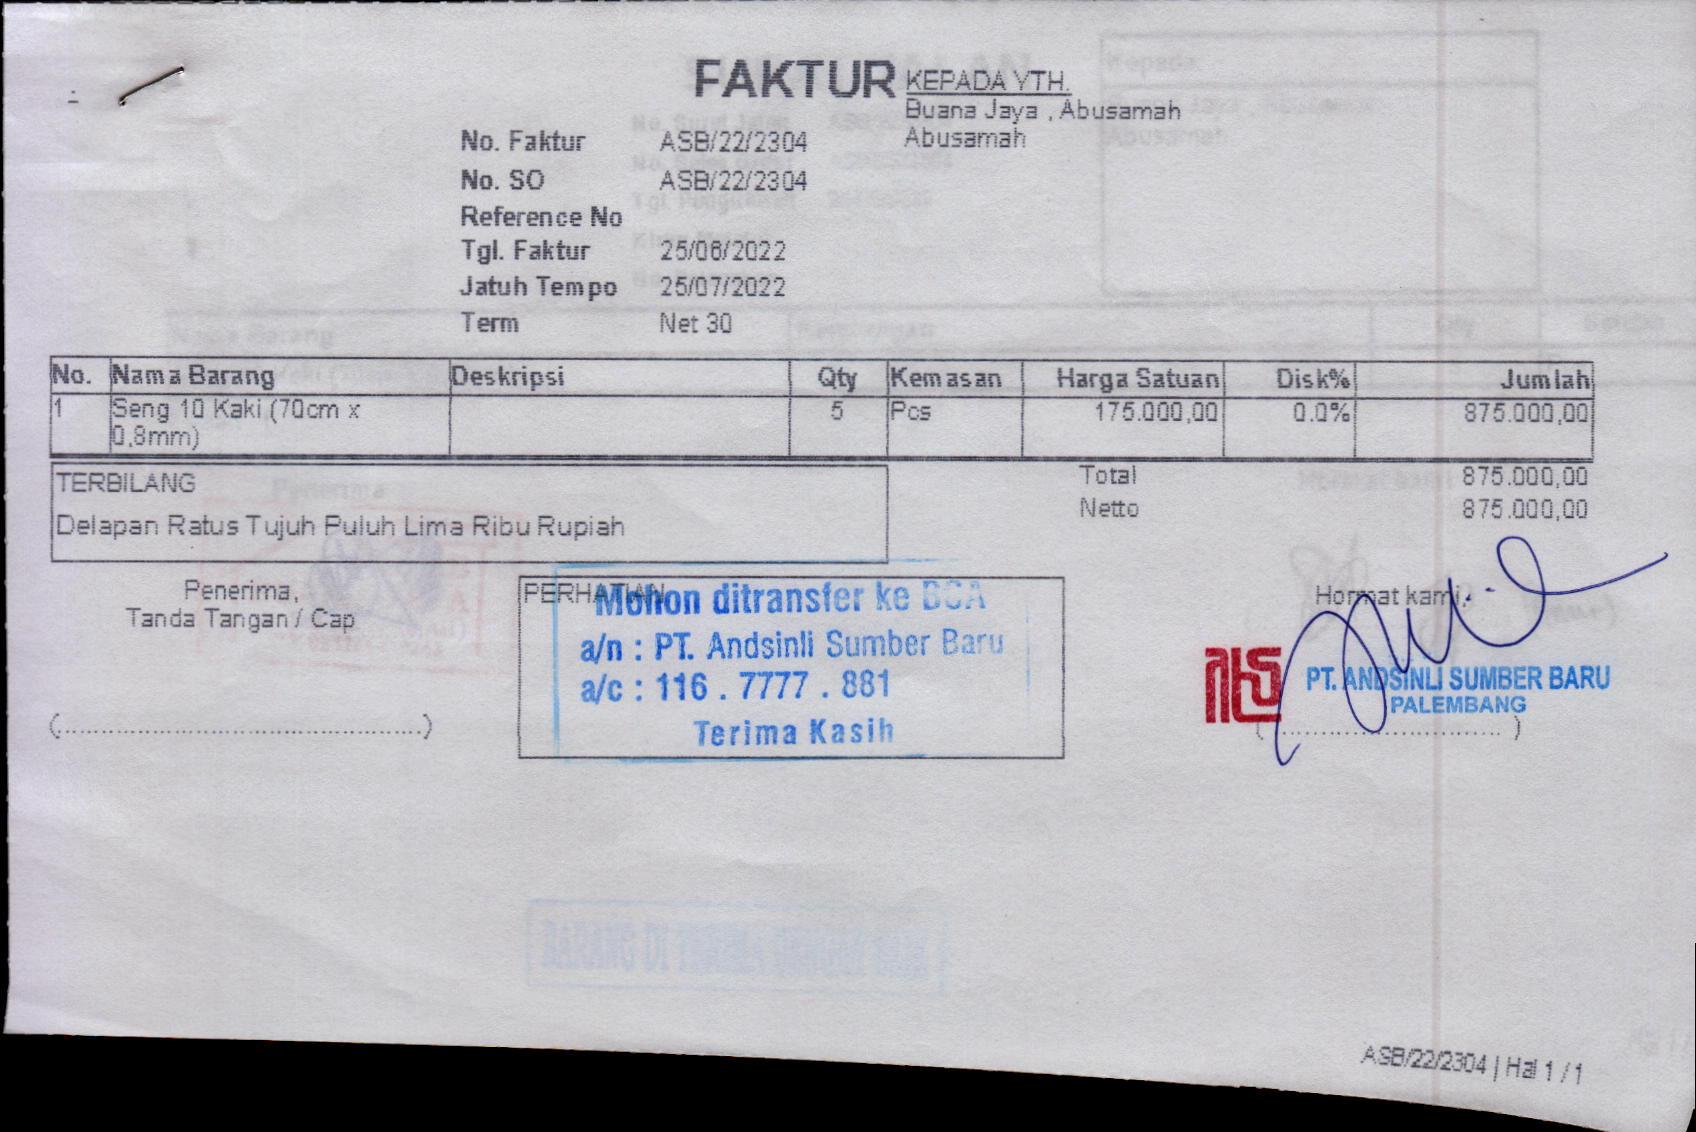 FAKTUR
KEPADA YTH.
Buana Jaya , Abusamah
Abusamah
No. Faktur ASB/22/2304
No. SO ASB/22/2304
Reference No
Tgl. Faktur 25/06/2022
Jatuh Tempo 25/07/2022
Term Net 30
No. Nama Barang Deskripsi Qty Kemasan Harga Satuan Disk% Jumlah
1 Seng 10 Kaki (70cm x 5 Pcs 175.000,00 0.0% 875.000,00
0,8mm)
TERBILANG
Delapan Ratus Tujuh Puluh Lima Ribu Rupiah
Total 875.000,00
Netto 875.000,00
Penerima,
Tanda Tangan / Cap
(..............................................)
PERHATIAN
Mohon ditransfer ke BCA
a/n : PT. Andsinli Sumber Baru
a/c : 116 . 7777 . 881
Terima Kasih
Hormat kami,
PT. ANDSINLI SUMBER BARU
PALEMBANG
(..............................)
ASB/22/2304 | Hal 1 / 1